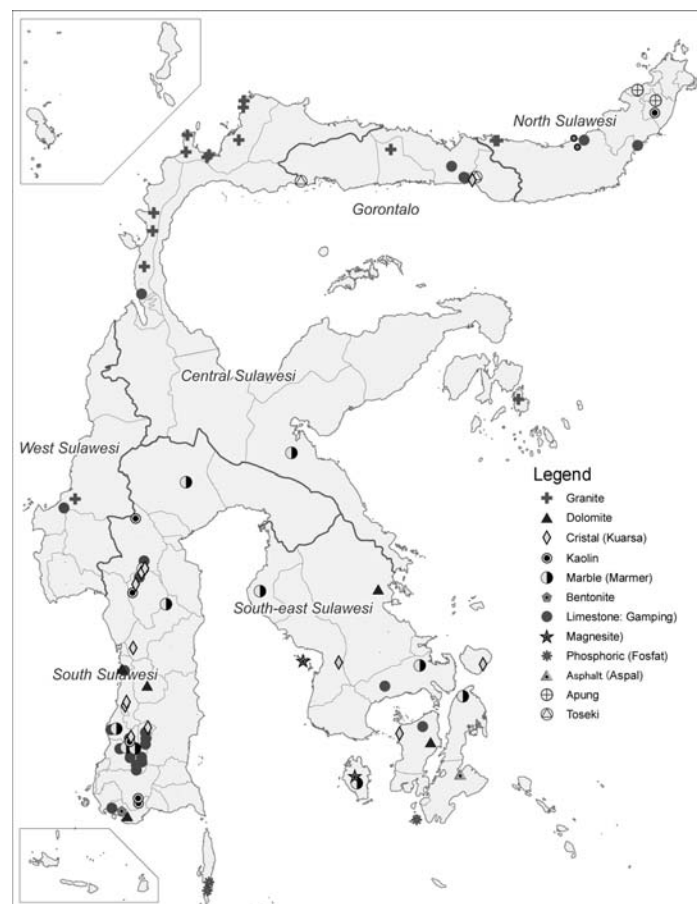 North Sulawesi
Gorontalo
Central Sulawesi
West Sulawesi
South-east Sulawesi
South Sulawesi
Legend
Granite
Dolomite
Cristal (Kuarsa)
Kaolin
Marble (Marmer)
Bentonite
Limestone: Gamping)
Magnesite)
Phosphoric (Fosfat)
Asphalt (Aspal)
Apung
Toseki